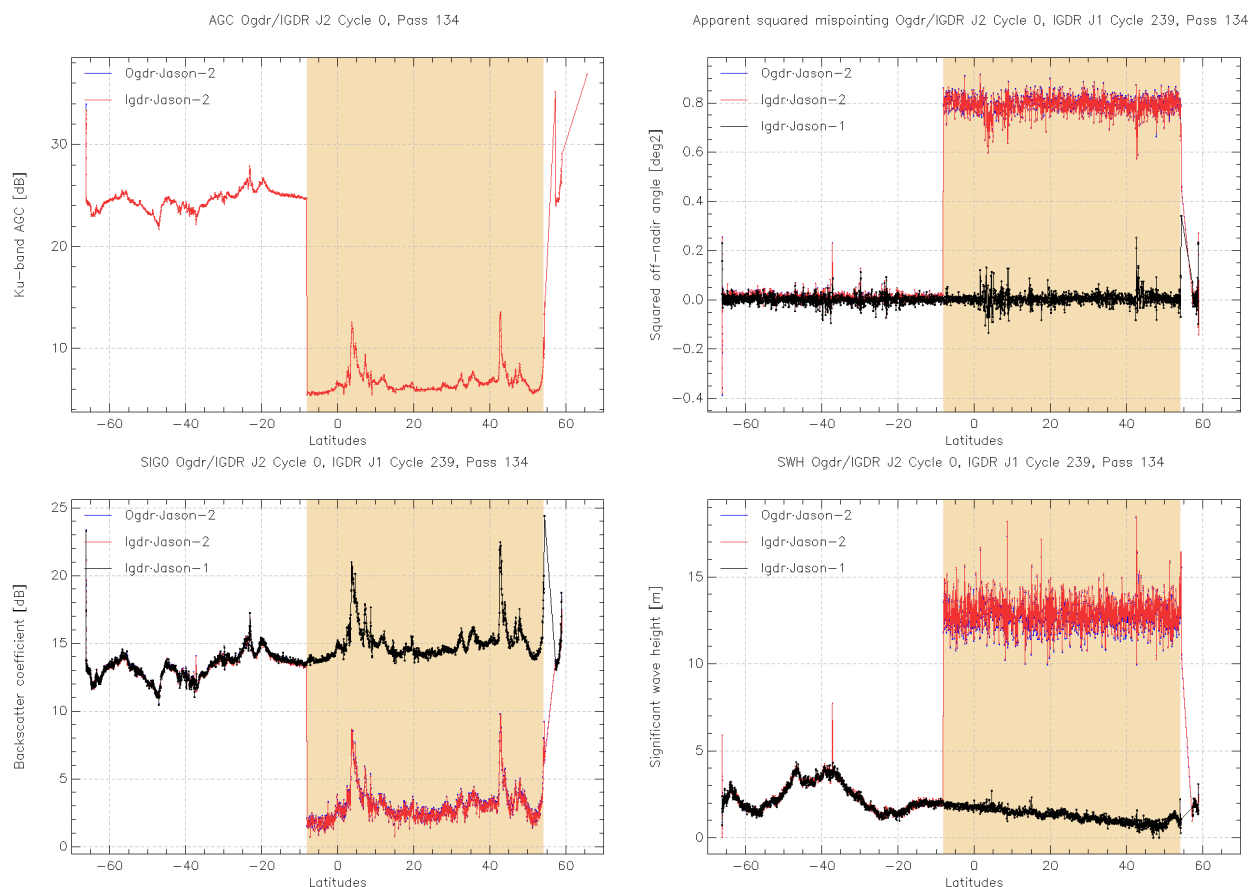 AGC Ogdr/IGDR J2 Cycle 0, Pass 134
Ogdr-Jason-2
Igdr-Jason-2
30
20
10
Ku-band AGC [dB]
-60 -40 -20 0 20 40 60
Latitudes
Apparent squared mispointing Ogdr/IGDR J2 Cycle 0, IGDR J1 Cycle 239, Pass 134
Ogdr-Jason-2
Igdr-Jason-2
Igdr-Jason-1
0.8
0.6
0.4
0.2
0.0
-0.2
-0.4
Squared off-nadir angle [deg2]
-60 -40 -20 0 20 40 60
Latitudes
SIG0 Ogdr/IGDR J2 Cycle 0, IGDR J1 Cycle 239, Pass 134
Ogdr-Jason-2
Igdr-Jason-2
Igdr-Jason-1
25
20
15
10
5
0
Backscatter coefficient [dB]
-60 -40 -20 0 20 40 60
Latitudes
SWH Ogdr/IGDR J2 Cycle 0, IGDR J1 Cycle 239, Pass 134
Ogdr-Jason-2
Igdr-Jason-2
Igdr-Jason-1
15
10
5
0
Significant wave height [m]
-60 -40 -20 0 20 40 60
Latitudes